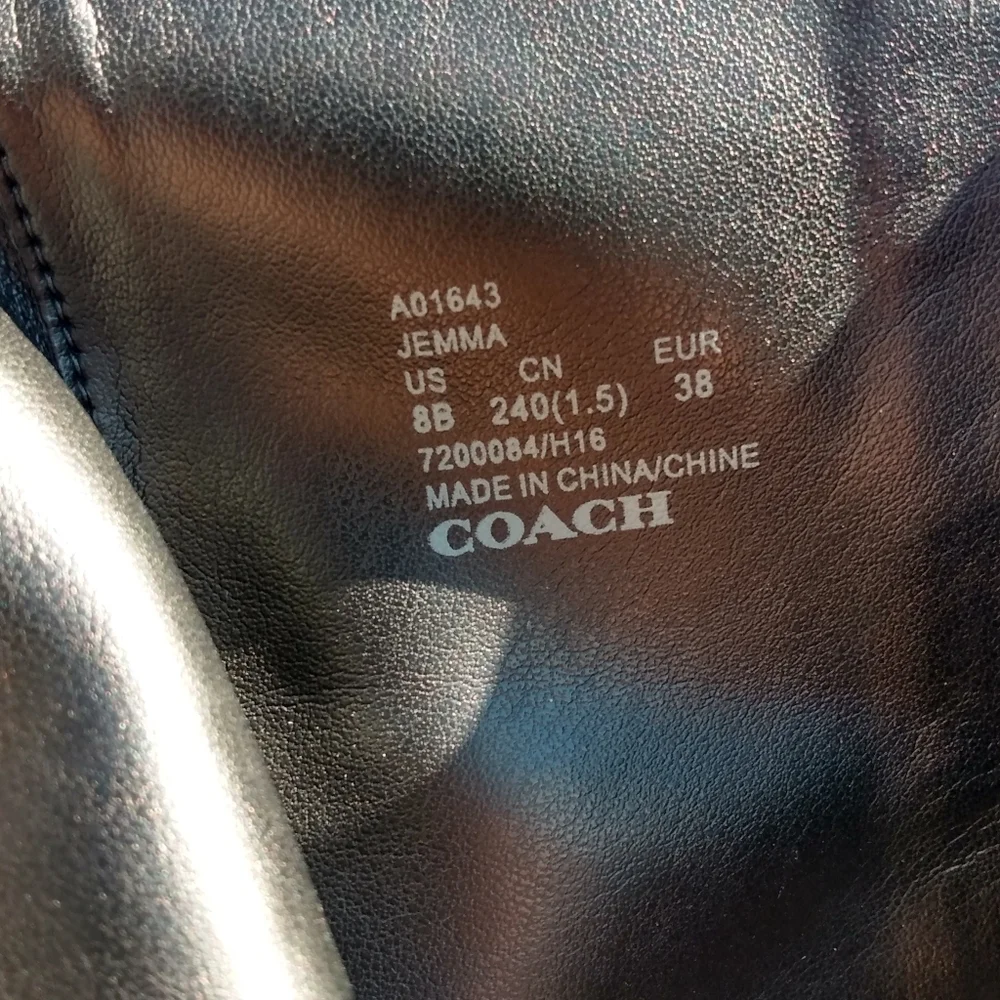 A01643
JEMMA
US CN EUR
8B 240(1.5) 38
7200084/H16
MADE IN CHINA/CHINE
COACH